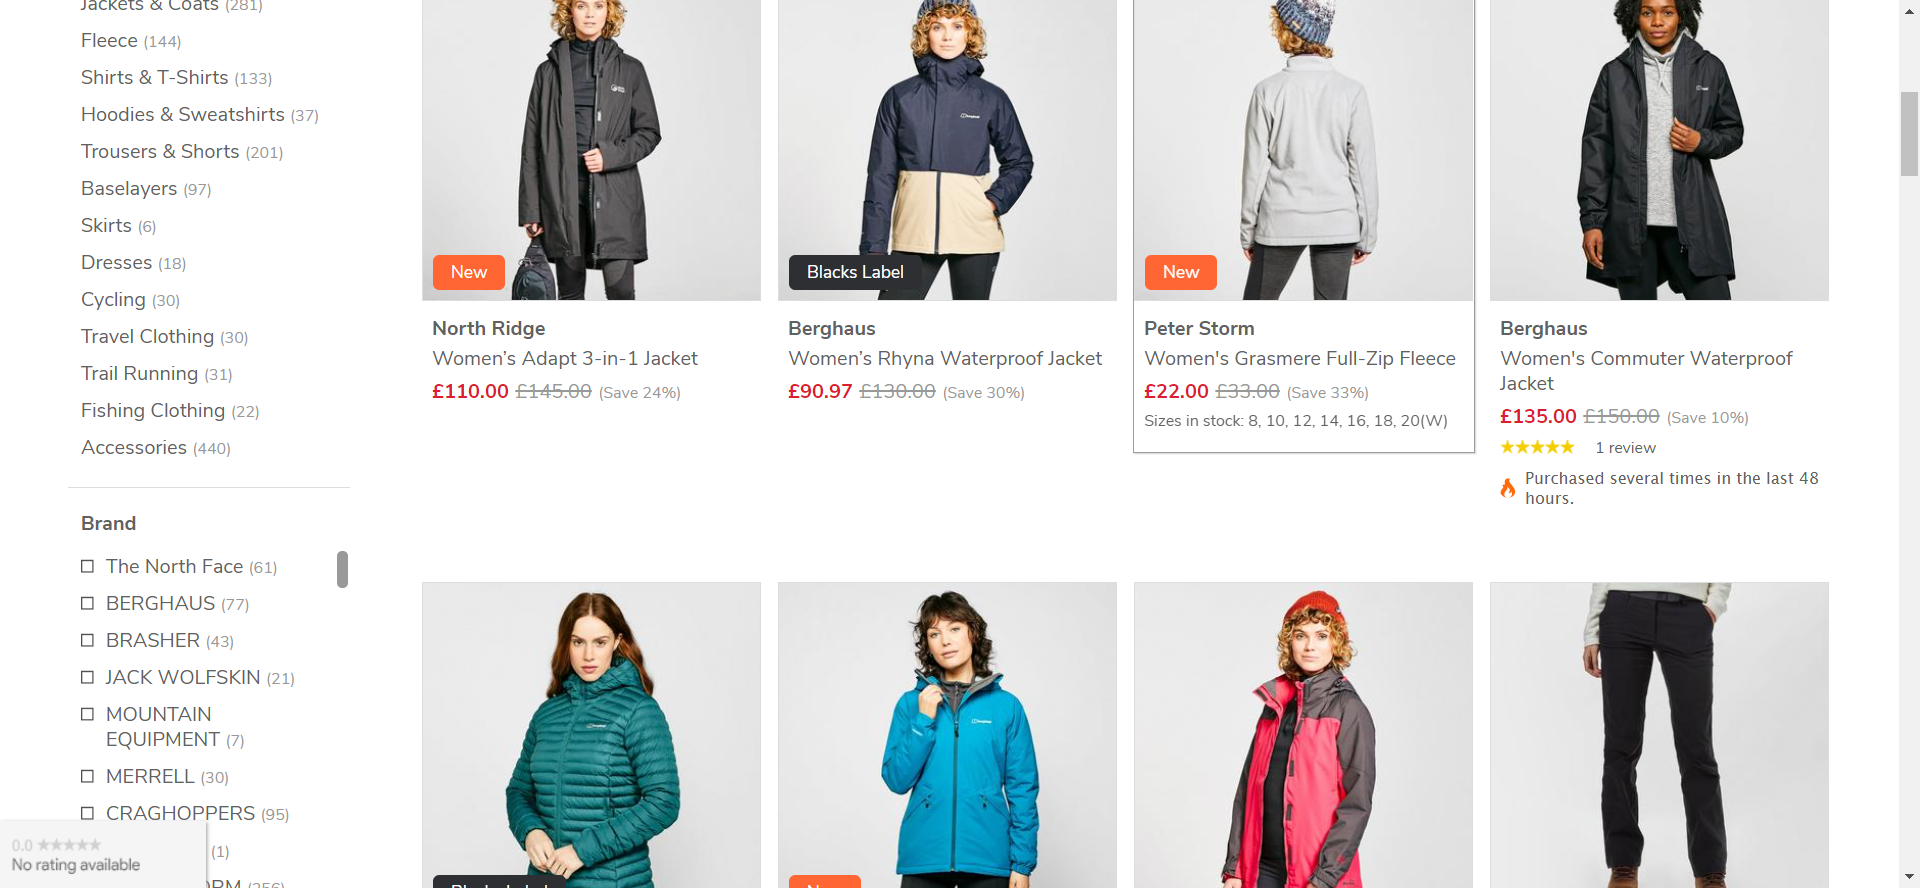 Jackets & Coats (281)
Fleece (144)
Shirts & T-Shirts (133)
Hoodies & Sweatshirts (37)
Trousers & Shorts (201)
Baselayers (97)
Skirts (6)
Dresses (18)
Cycling (30)
Travel Clothing (30)
Trail Running (31)
Fishing Clothing (22)
Accessories (440)
Brand
The North Face (61)
BERGHAUS (77)
BRASHER (43)
JACK WOLFSKIN (21)
MOUNTAIN
EQUIPMENT (7)
MERRELL (30)
CRAGHOPPERS (95)
(1)
0.0
No rating available
New
North Ridge
Women’s Adapt 3-in-1 Jacket
£110.00 £145.00 (Save 24%)
Blacks Label
Berghaus
Women’s Rhyna Waterproof Jacket
£90.97 £130.00 (Save 30%)
New
Peter Storm
Women's Grasmere Full-Zip Fleece
£22.00 £33.00 (Save 33%)
Sizes in stock: 8, 10, 12, 14, 16, 18, 20(W)
Berghaus
Women's Commuter Waterproof
Jacket
£135.00 £150.00 (Save 10%)
1 review
Purchased several times in the last 48
hours.